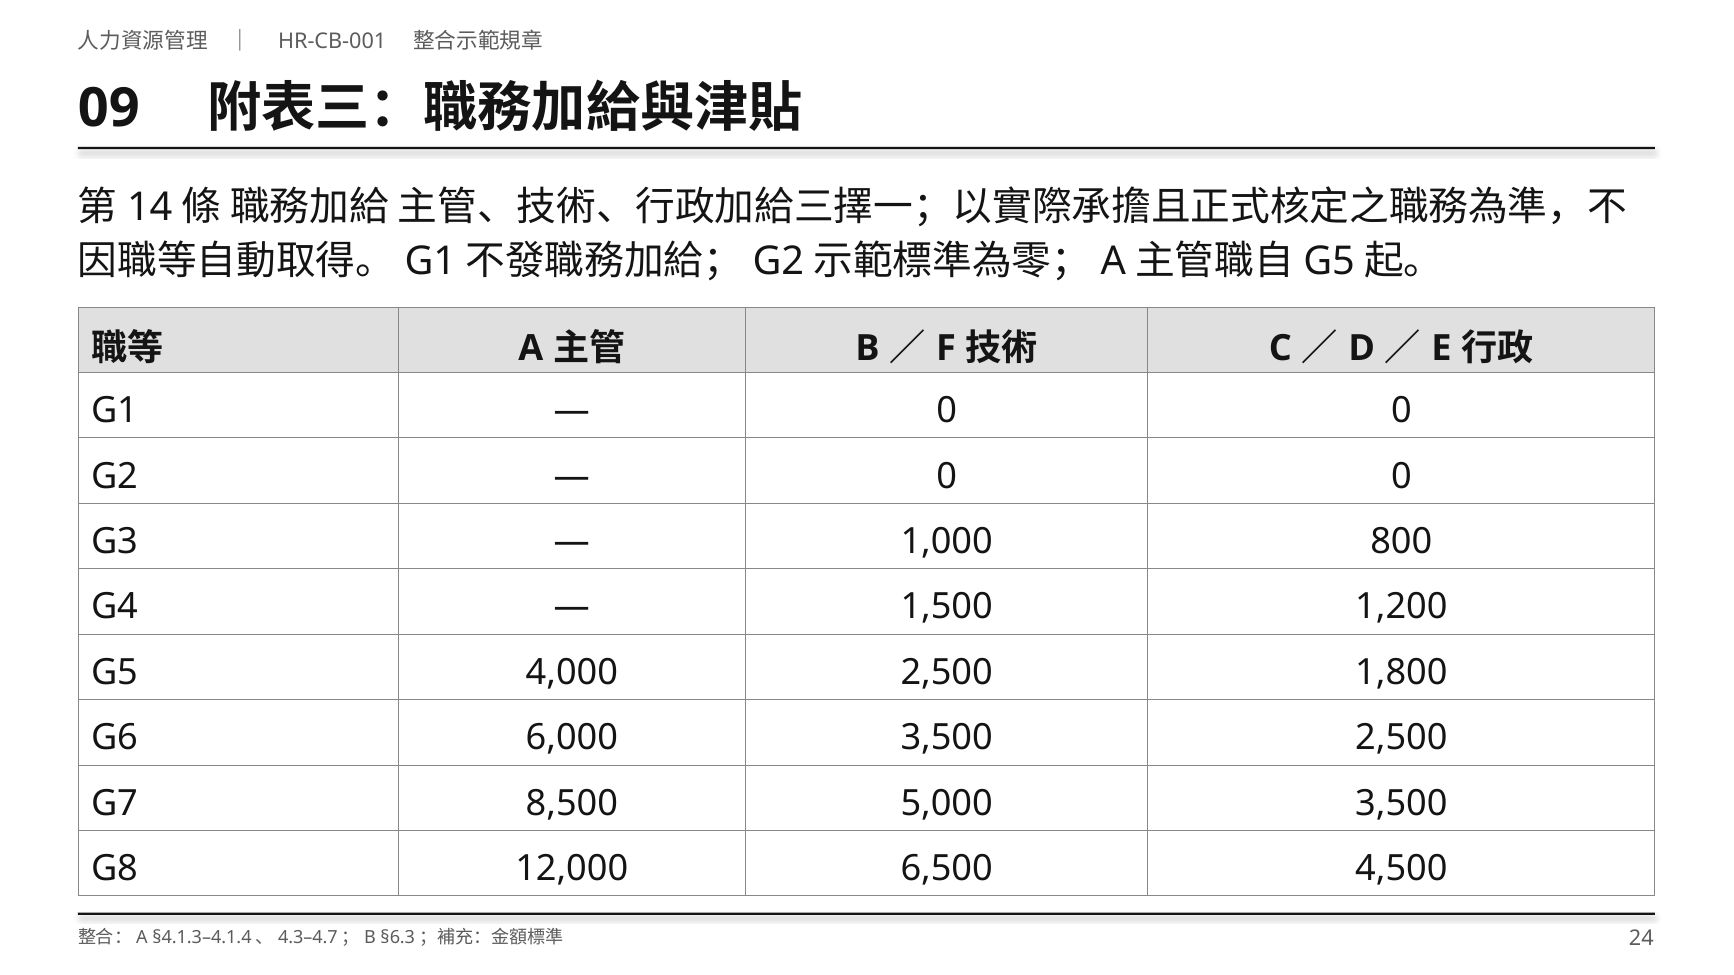 人力資源管理 ｜ HR-CB-001 整合示範規章
09 附表三：職務加給與津貼
第 14 條 職務加給 主管、技術、行政加給三擇一；以實際承擔且正式核定之職務為準，不
因職等自動取得。 G1 不發職務加給； G2 示範標準為零； A 主管職自 G5 起。
職等 A 主管 B ／ F 技術 C ／ D ／ E 行政
G1 — 0 0
G2 — 0 0
G3 — 1,000 800
G4 — 1,500 1,200
G5 4,000 2,500 1,800
G6 6,000 3,500 2,500
G7 8,500 5,000 3,500
G8 12,000 6,500 4,500
整合： A §4.1.3–4.1.4 、 4.3–4.7 ； B §6.3 ；補充：金額標準 24